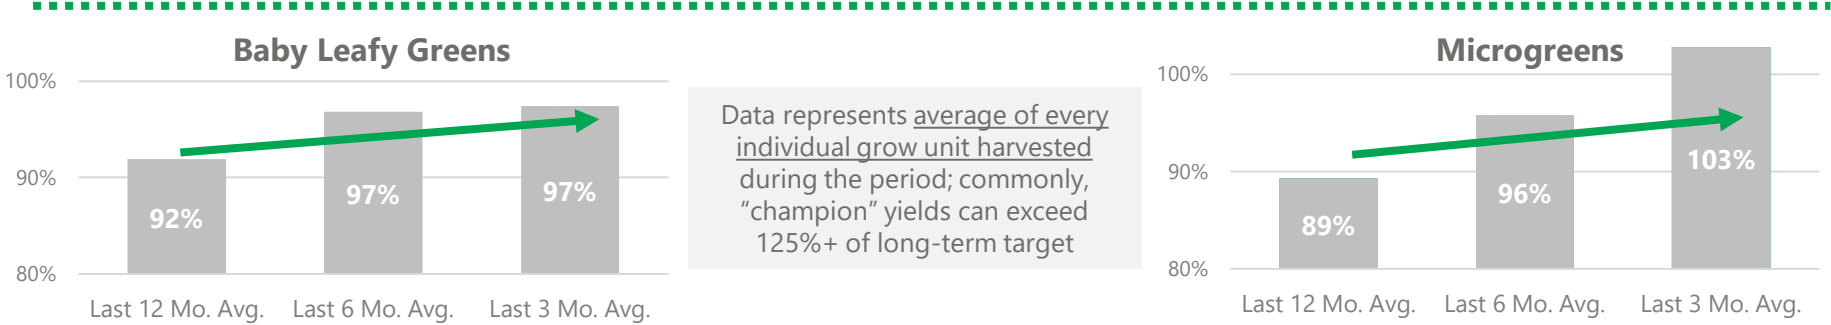 Baby Leafy Greens
100%
90%
80%
92%
97%
97%
Last 12 Mo. Avg.
Last 6 Mo. Avg.
Last 3 Mo. Avg.
Data represents average of every
individual grow unit harvested
during the period; commonly,
“champion” yields can exceed
125%+ of long-term target
Microgreens
100%
90%
80%
89%
96%
103%
Last 12 Mo. Avg.
Last 6 Mo. Avg.
Last 3 Mo. Avg.